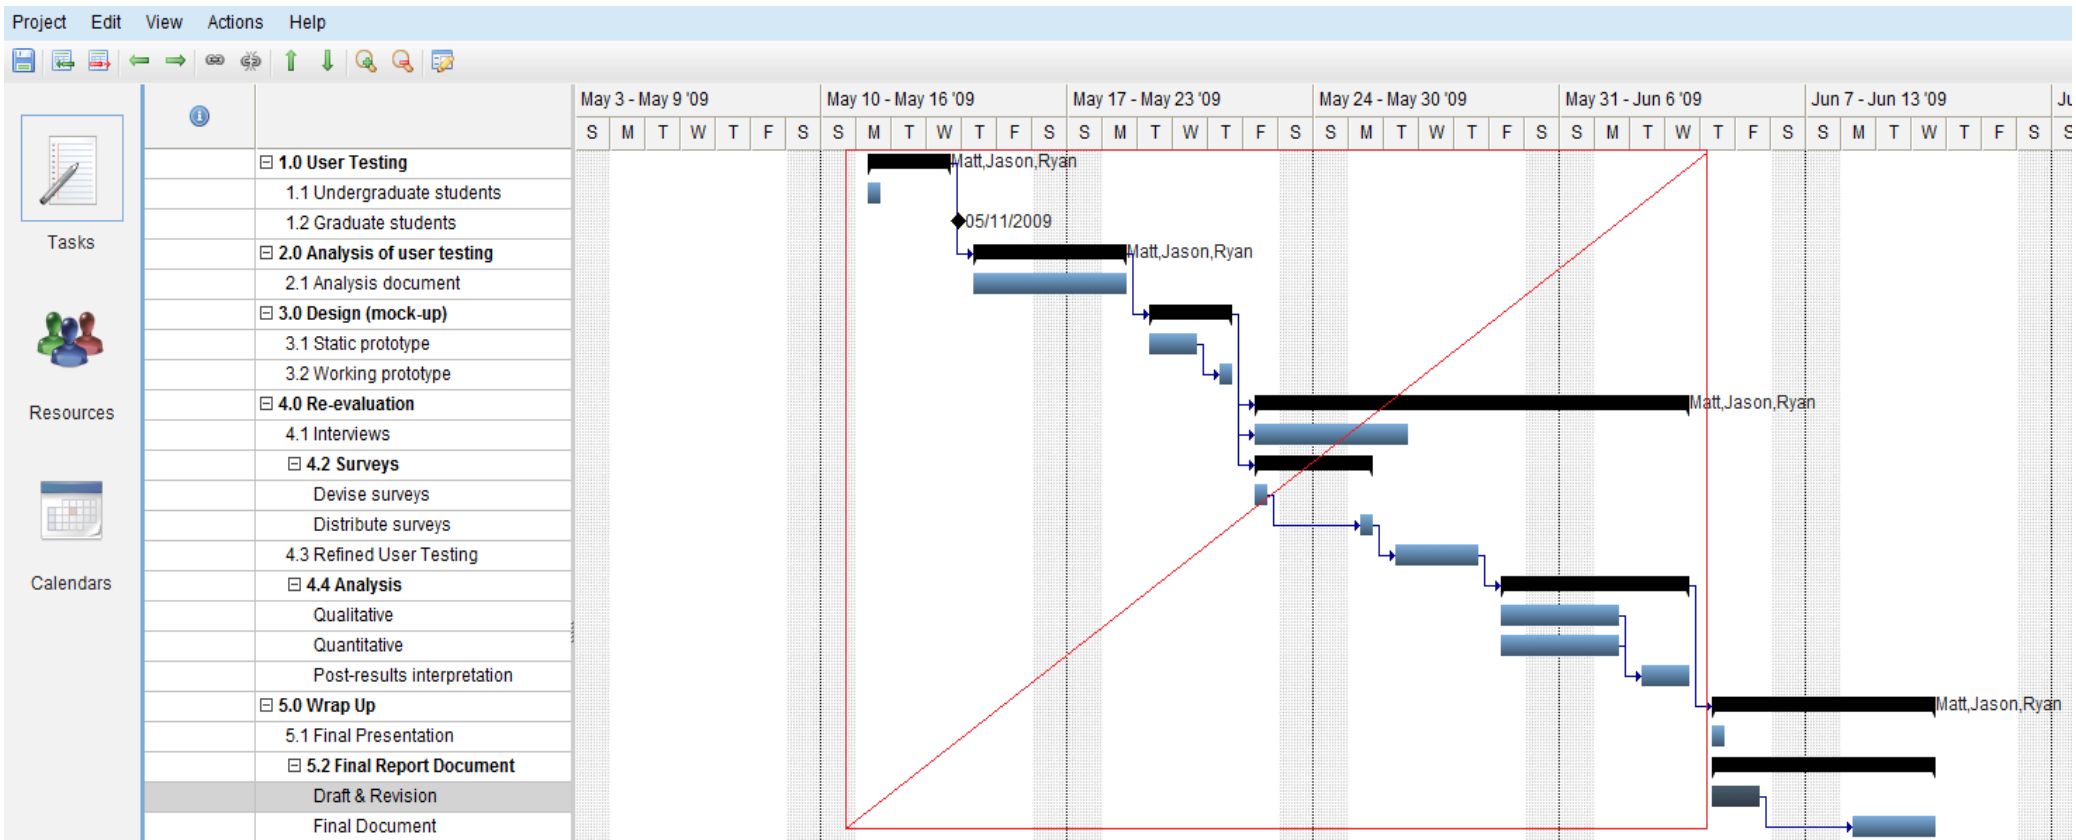 Project Edit View Actions Help
May 3 - May 9 '09 May 10 - May 16 '09 May 17 - May 23 '09 May 24 - May 30 '09 May 31 - Jun 6 '09 Jun 7 - Jun 13 '09 Ju
S M T W T F S S M T W T F S S M T W T F S S M T W T F S S M T W T F S S M T W T F S S
1.0 User Testing Matt,Jason,Ryan
1.1 Undergraduate students
1.2 Graduate students 05/11/2009
Tasks
2.0 Analysis of user testing Matt,Jason,Ryan
2.1 Analysis document
3.0 Design (mock-up)
3.1 Static prototype
3.2 Working prototype
4.0 Re-evaluation Matt,Jason,Ryan
Resources
4.1 Interviews
4.2 Surveys
Devise surveys
Distribute surveys
4.3 Refined User Testing
Calendars
4.4 Analysis
Qualitative
Quantitative
Post-results interpretation
5.0 Wrap Up Matt,Jason,Ryan
5.1 Final Presentation
5.2 Final Report Document
Draft & Revision
Final Document